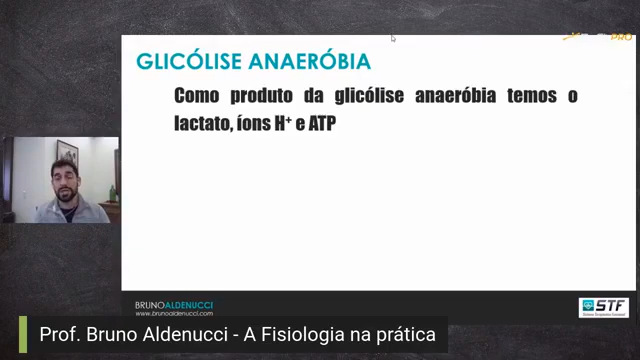 GLICÓLISE ANAERÓBIA
Como produto da glicólise anaeróbia temos o
lactato, íons H⁺ e ATP
BRUNOALDENUCCI
www.brunoaldenucci.com
STF
Prof. Bruno Aldenucci - A Fisiologia na prática